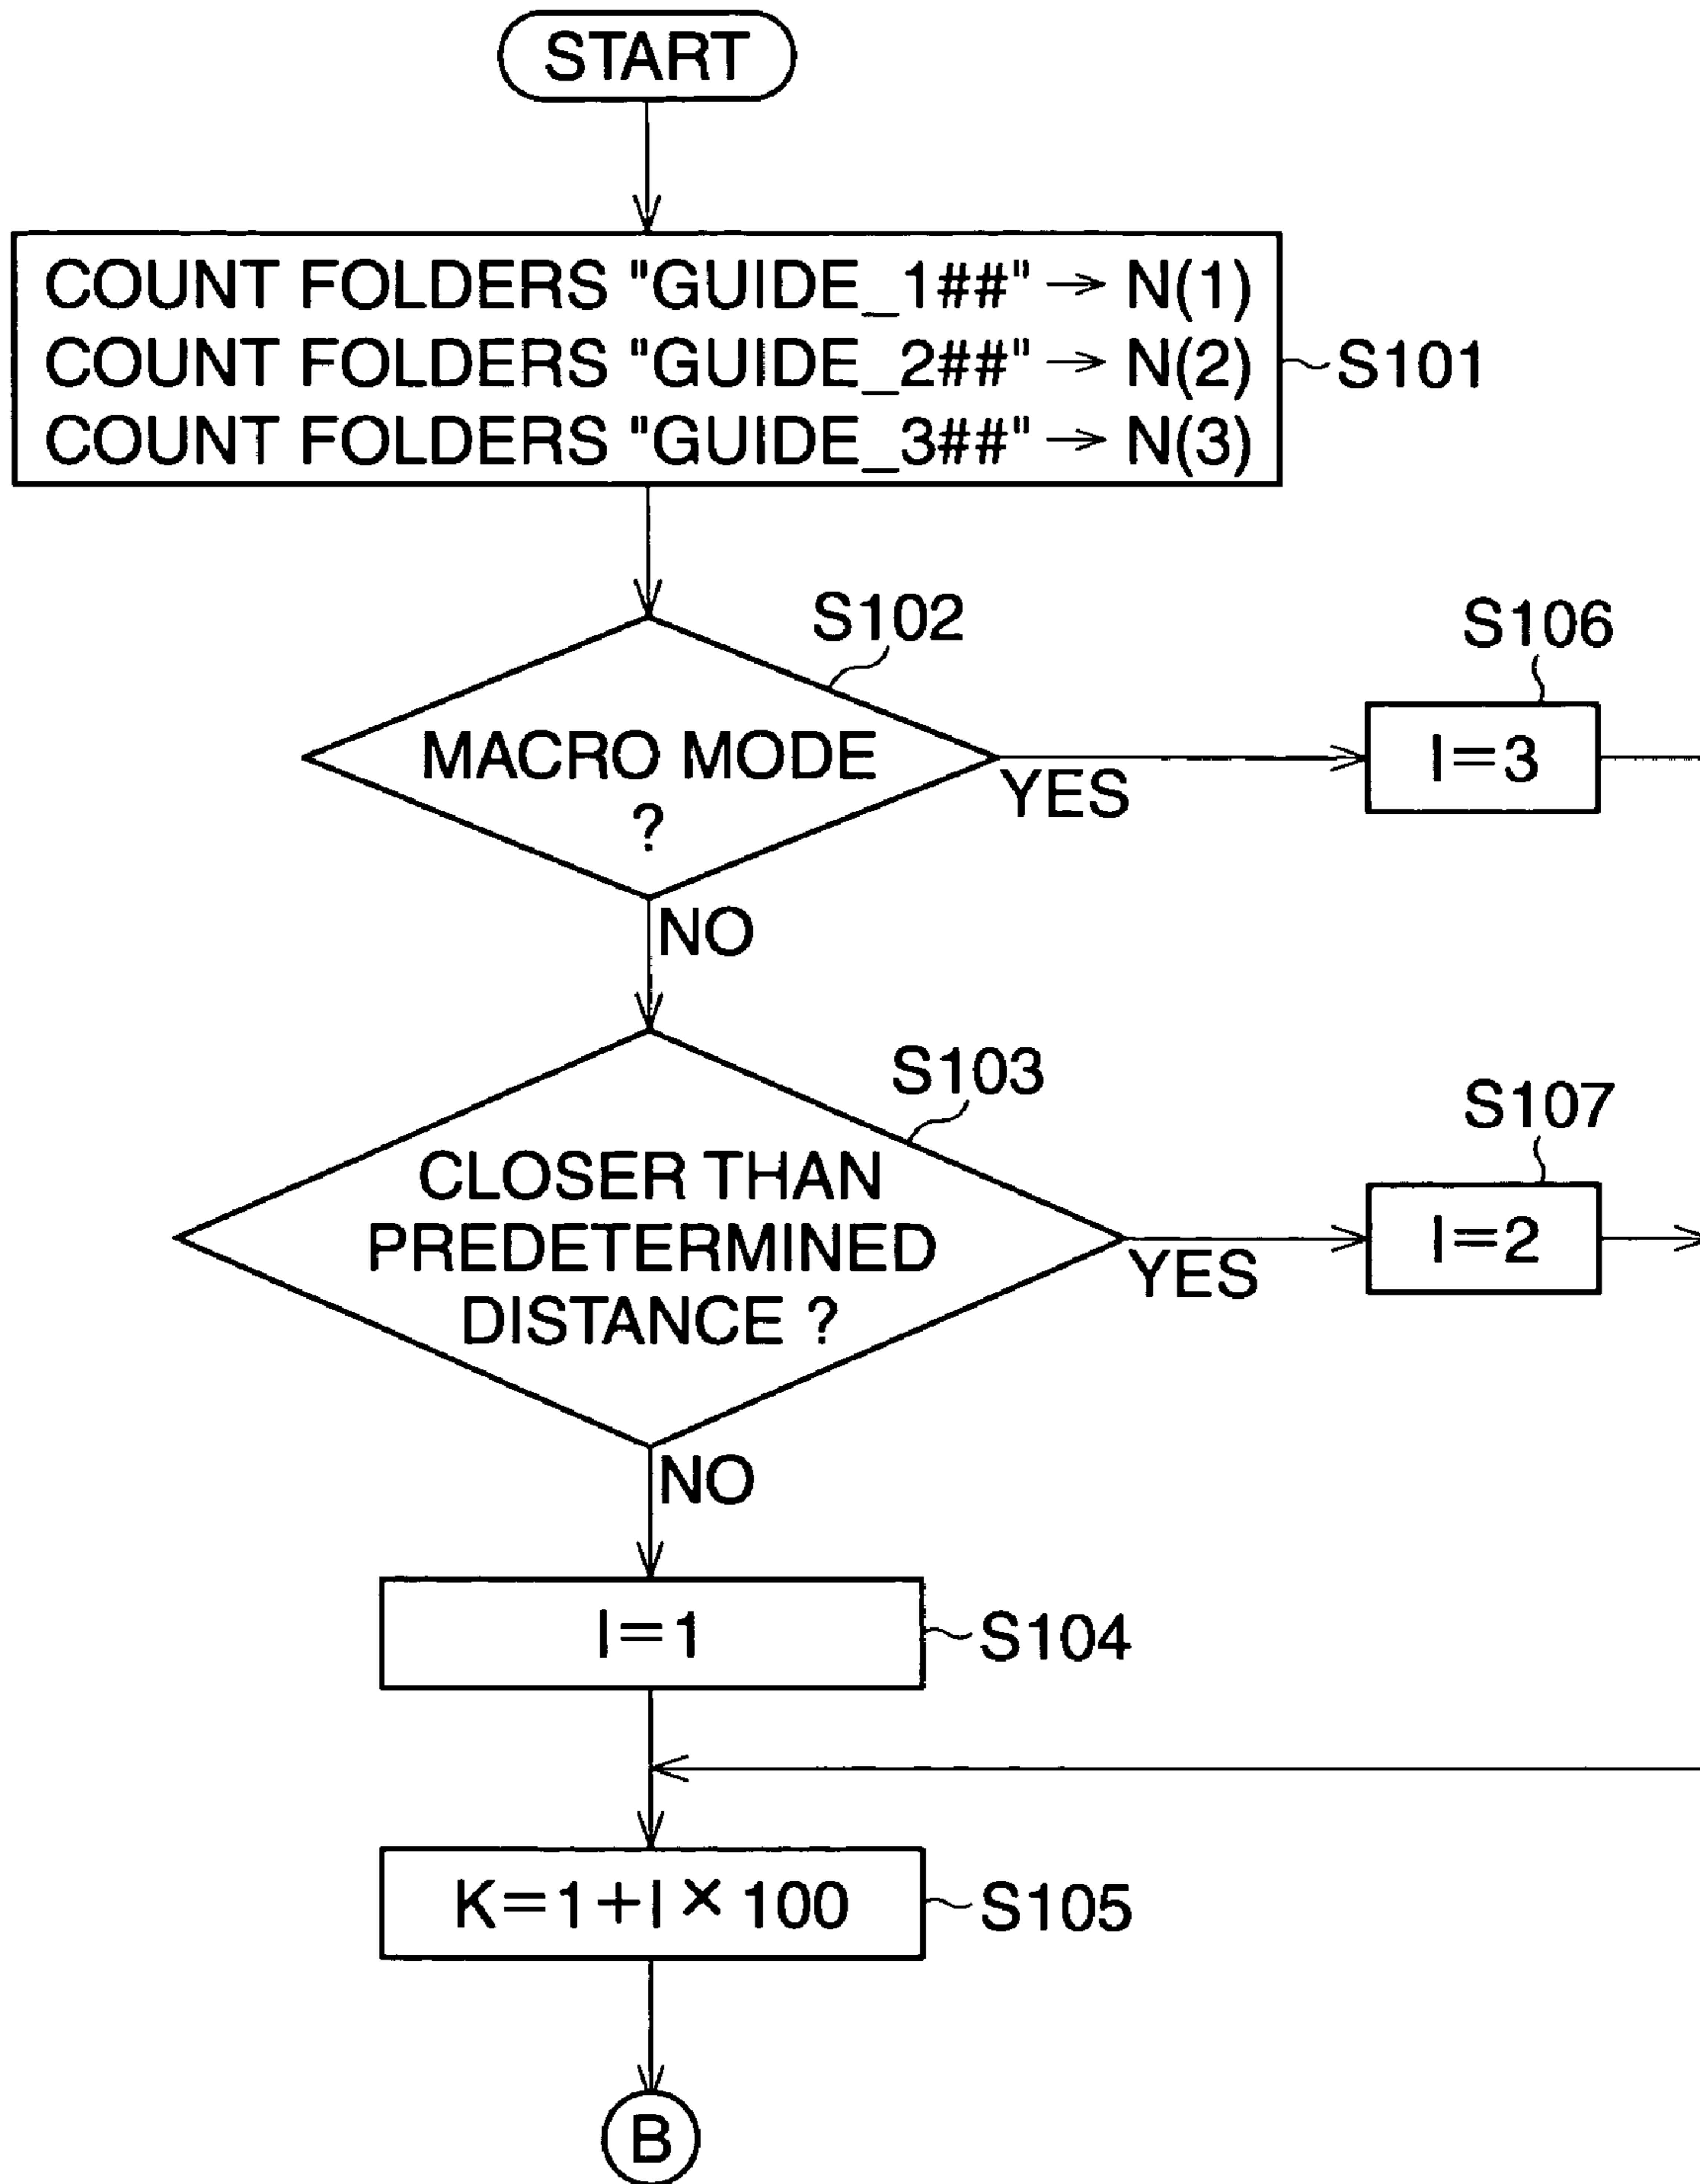 START
COUNT FOLDERS "GUIDE_1##" → N(1)
COUNT FOLDERS "GUIDE_2##" → N(2)
COUNT FOLDERS "GUIDE_3##" → N(3)
S101
S102
MACRO MODE
?
YES
NO
S106
I=3
S103
CLOSER THAN
PREDETERMINED
DISTANCE ?
YES
NO
S107
I=2
I=1
S104
K=1+I×100
S105
B